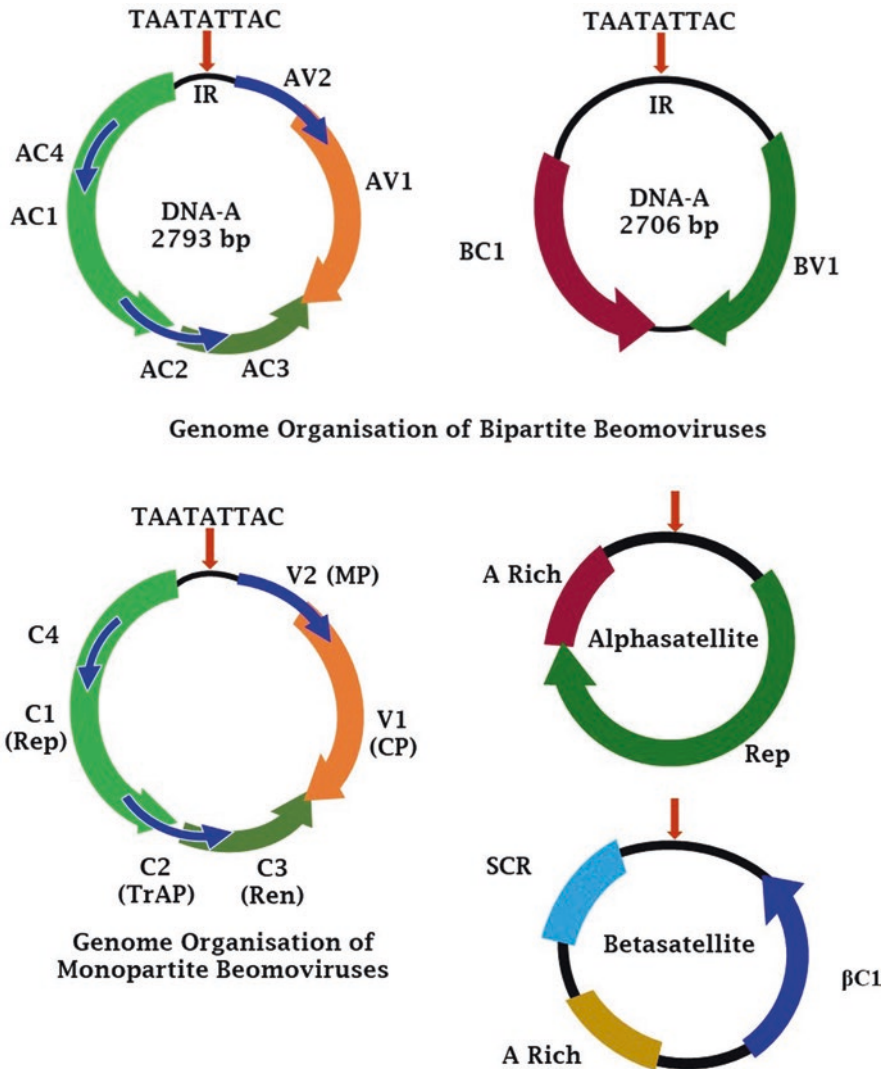 TAATATTAC
IR
AV2
AC4
AV1
AC1
DNA-A
2793 bp
AC2
AC3
TAATATTAC
IR
DNA-A
2706 bp
BC1
BV1
Genome Organisation of Bipartite Beomoviruses
TAATATTAC
V2 (MP)
C4
C1
(Rep)
V1
(CP)
C2
(TrAP)
C3
(Ren)
Genome Organisation of
Monopartite Beomoviruses
A Rich
Alphasatellite
Rep
SCR
Betasatellite
βC1
A Rich